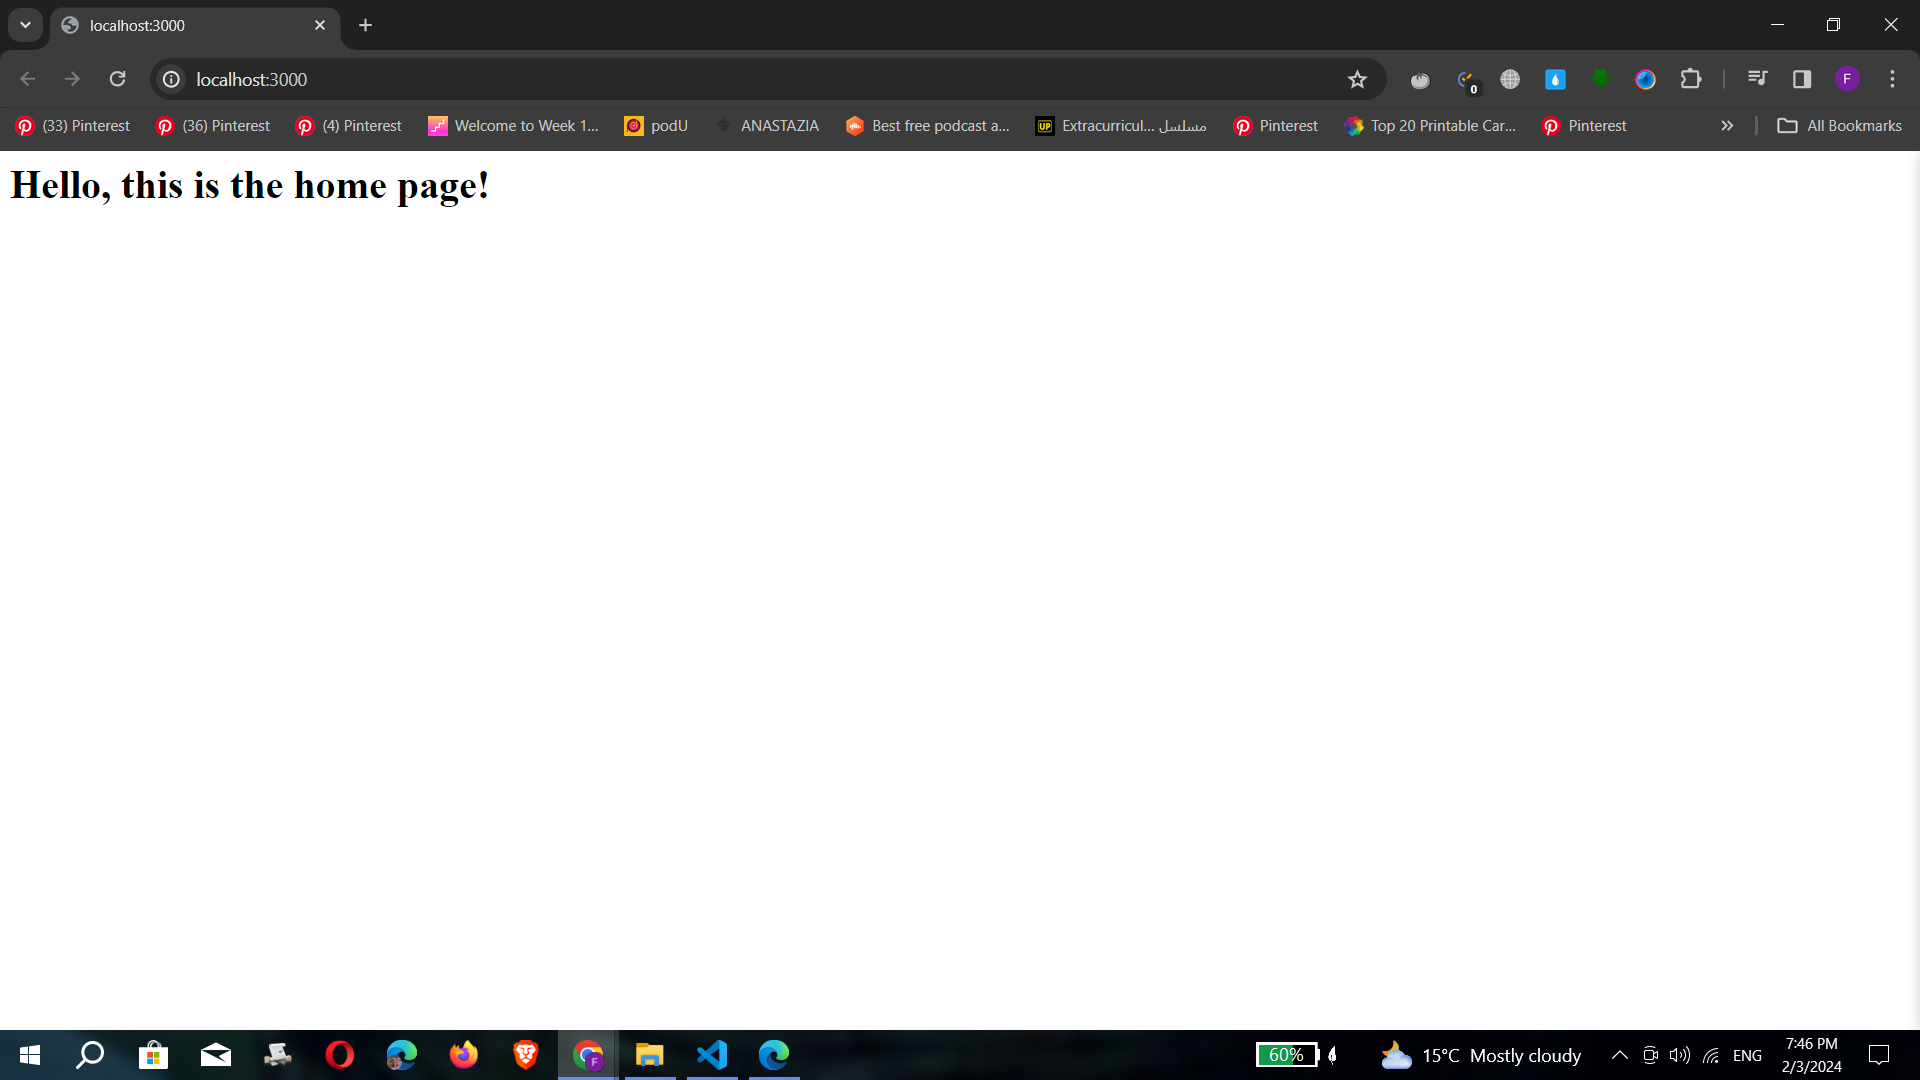 localhost:3000
localhost:3000
0
F
(33) Pinterest
(36) Pinterest
(4) Pinterest
Welcome to Week 1...
podU
ANASTAZIA
Best free podcast a...
UP
Extracurricul... مسلسل
Pinterest
Top 20 Printable Car...
Pinterest
All Bookmarks
Hello, this is the home page!
F
60%
15°C Mostly cloudy
ENG
7:46 PM
2/3/2024